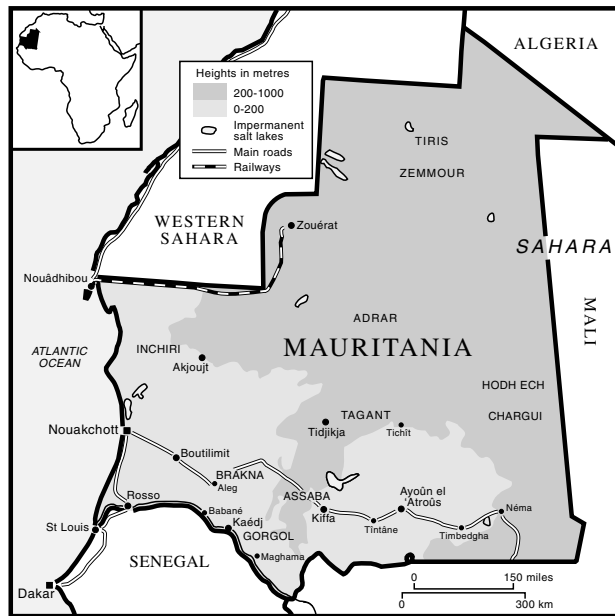 ALGERIA
Heights in metres
200-1000
0-200
Impermanent
salt lakes
Main roads
Railways
TIRIS
ZEMMOUR
WESTERN
SAHARA
Zouérat
SAHARA
Nouâdhibou
MALI
ADRAR
ATLANTIC
OCEAN
INCHIRI
MAURITANIA
Akjoujt
HODH ECH
CHARGUI
TAGANT
Nouakchott
Tidjikja
Tichît
Boutilimit
BRAKNA
Aleg
ASSABA
Ayoûn el
'Atroûs
Rosso
Kiffa
Néma
Babané
Tîntâne
St Louis
Kaédj
Timbedgha
GORGOL
SENEGAL
Maghama
Dakar
0 150 miles
0 300 km